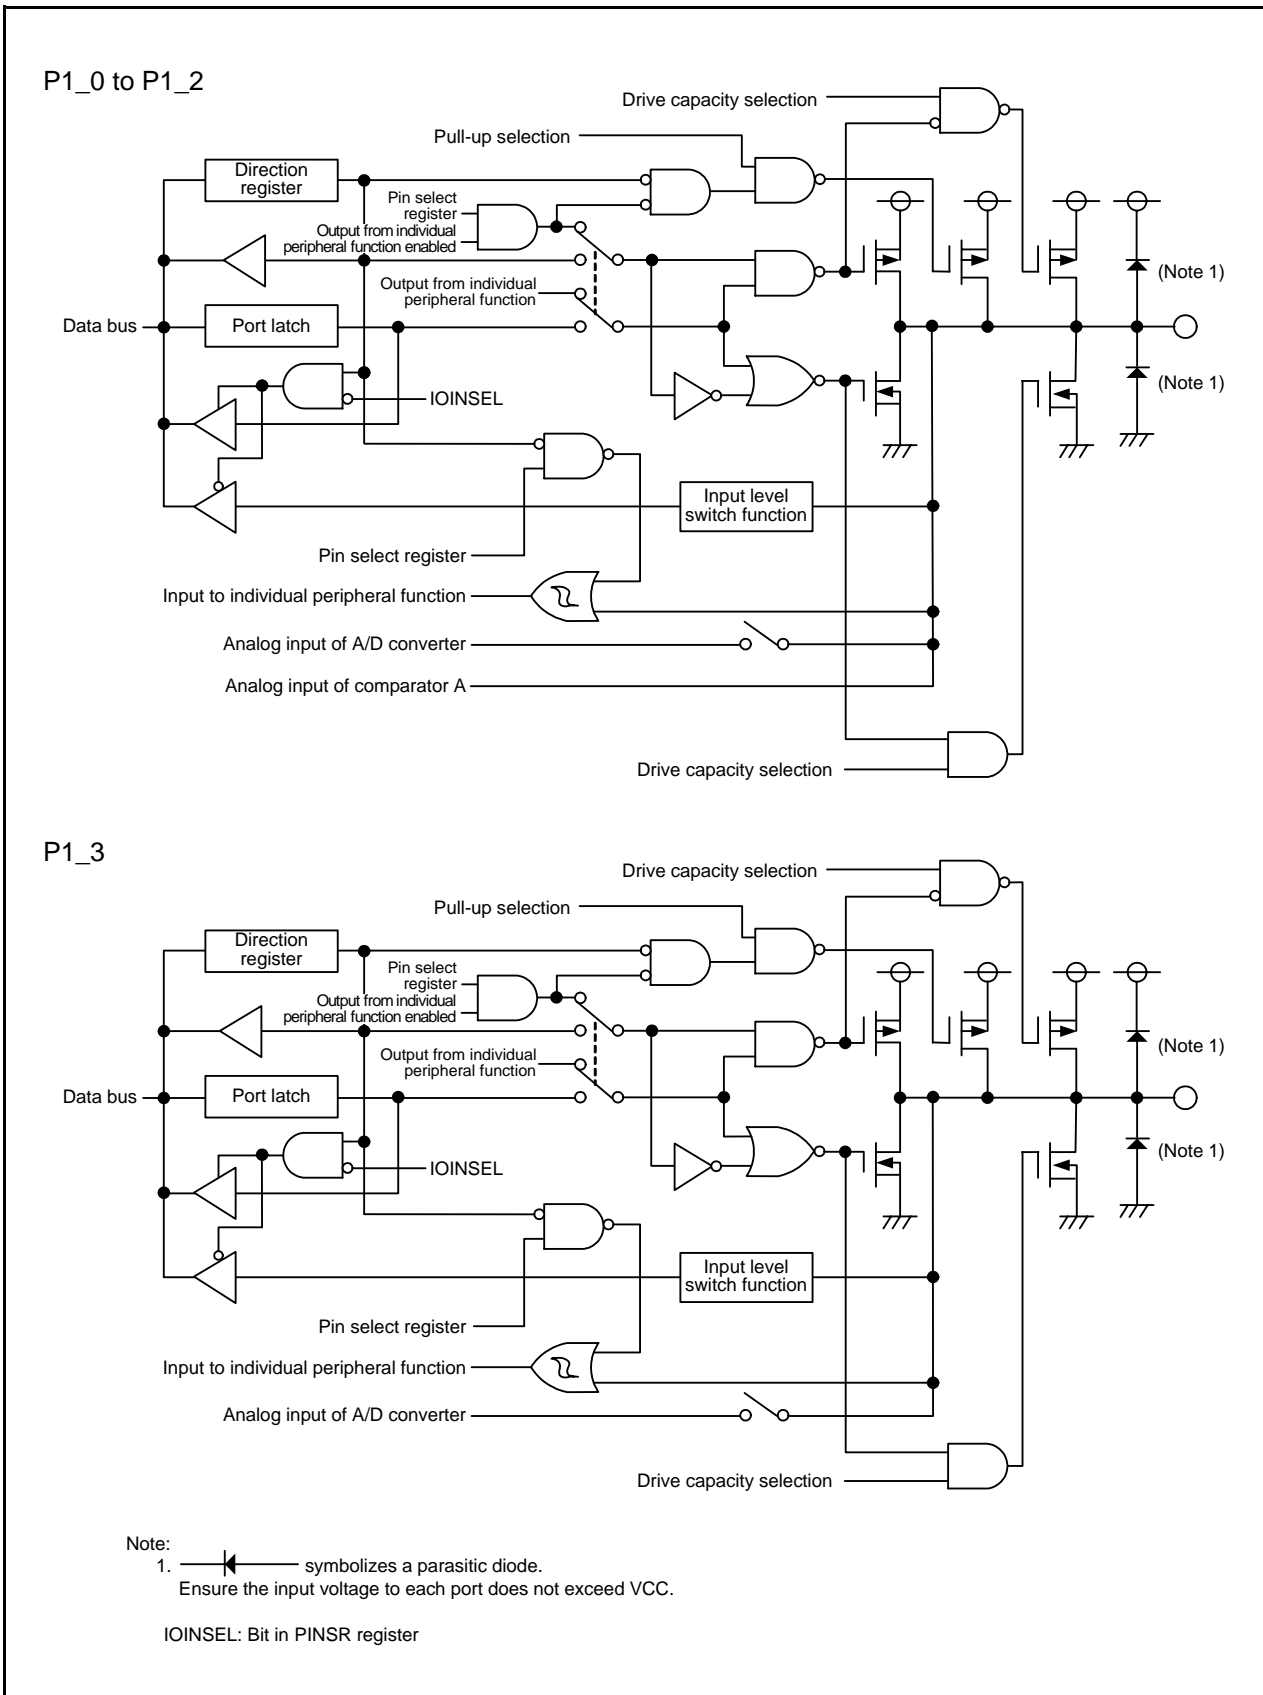 P1_0 to P1_2
Drive capacity selection
Pull-up selection
Direction
register
Pin select
register
Output from individual
peripheral function enabled
Output from individual
peripheral function
(Note 1)
Data bus
Port latch
(Note 1)
IOINSEL
Input level
switch function
Pin select register
Input to individual peripheral function
Analog input of A/D converter
Analog input of comparator A
Drive capacity selection
P1_3
Drive capacity selection
Pull-up selection
Direction
register
Pin select
register
Output from individual
peripheral function enabled
Output from individual
peripheral function
(Note 1)
Data bus
Port latch
(Note 1)
IOINSEL
Input level
switch function
Pin select register
Input to individual peripheral function
Analog input of A/D converter
Drive capacity selection
Note:
1. symbolizes a parasitic diode.
Ensure the input voltage to each port does not exceed VCC.
IOINSEL: Bit in PINSR register